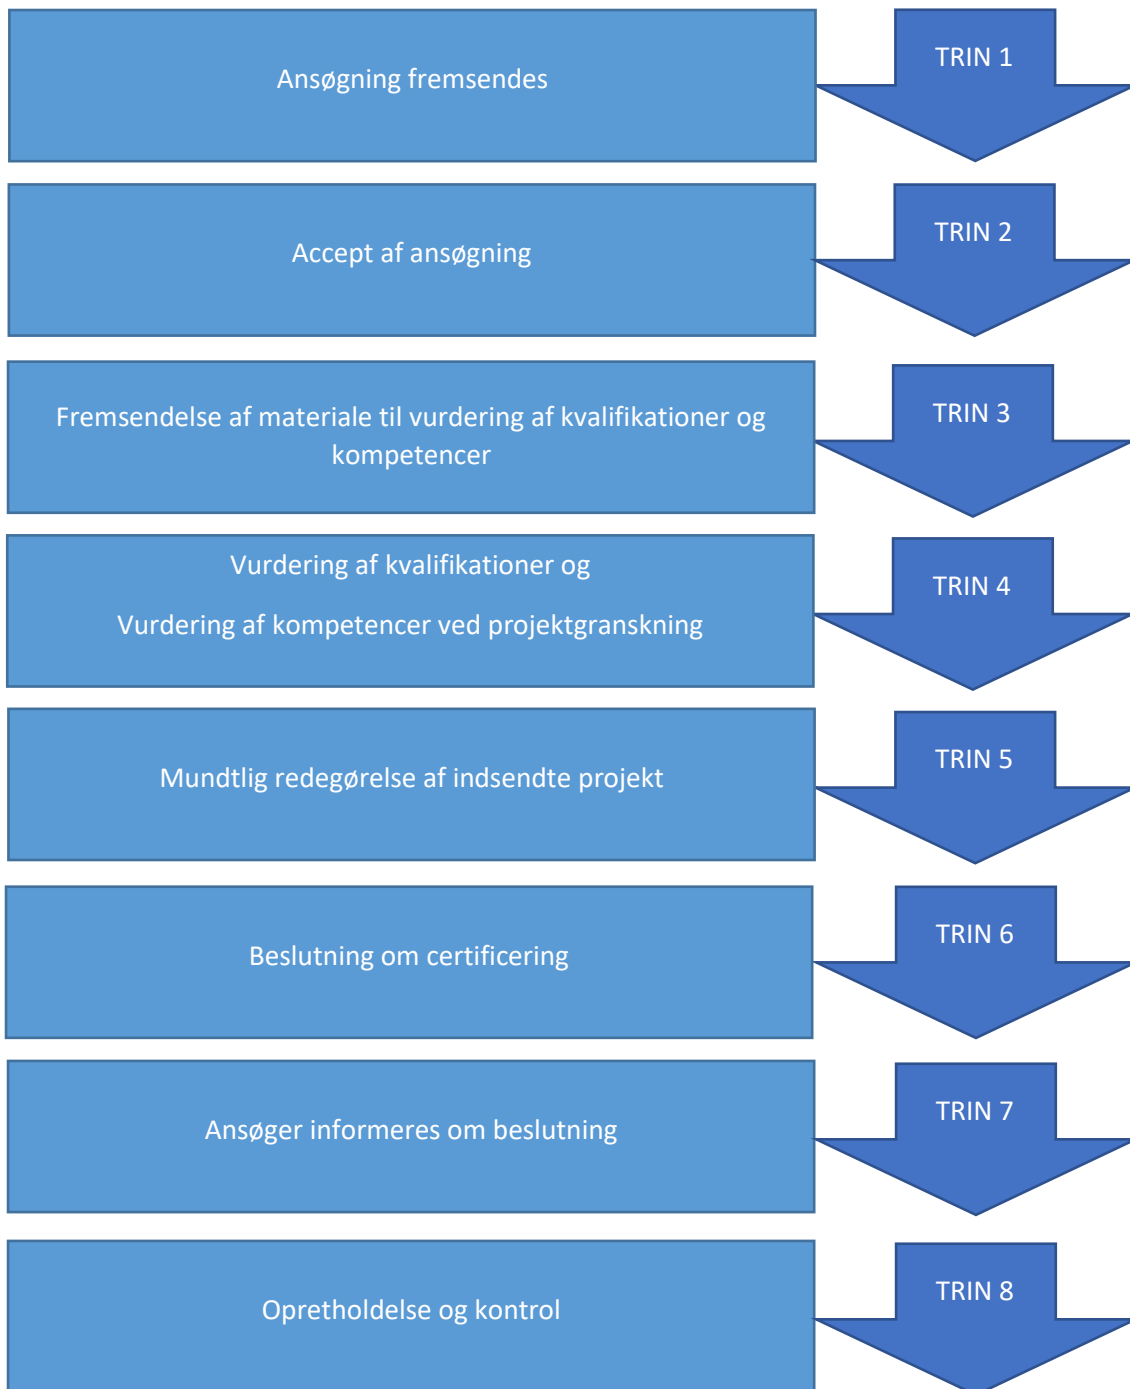 Ansøgning fremsendes
TRIN 1
Accept af ansøgning
TRIN 2
Fremsendelse af materiale til vurdering af kvalifikationer og
kompetencer
TRIN 3
Vurdering af kvalifikationer og
Vurdering af kompetencer ved projektgranskning
TRIN 4
Mundtlig redegørelse af indsendte projekt
TRIN 5
Beslutning om certificering
TRIN 6
Ansøger informeres om beslutning
TRIN 7
Opretholdelse og kontrol
TRIN 8